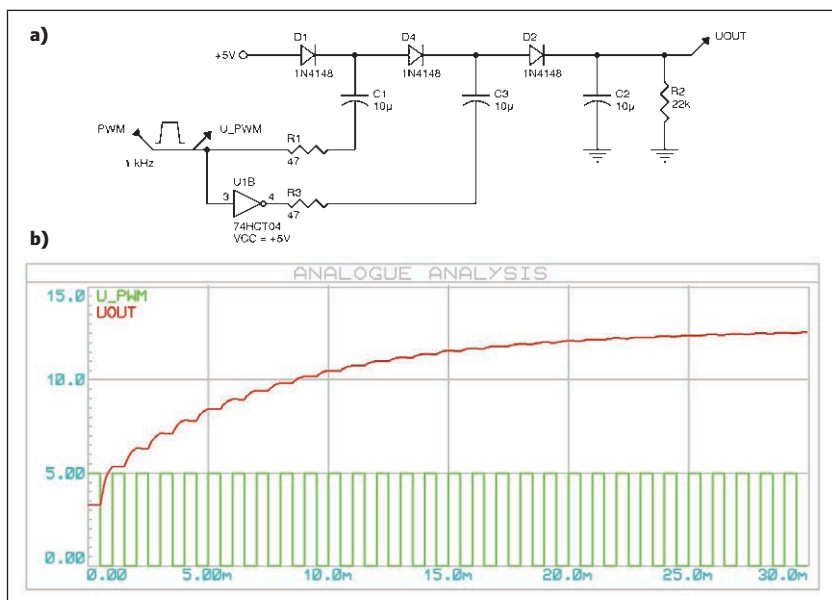 a)
D1
D4
D2
UOUT
+5V
1N4148
1N4148
1N4148
C1
10µ
C3
10µ
C2
10µ
R2
22k
PWM
U_PWM
R1
47
1 kHz
U1B
3
4
R3
47
74HCT04
VCC = +5V
b)
ANALOGUE ANALYSIS
15.0
U_PWM
UOUT
10.0
5.00
0.00
0.00
5.00m
10.0m
15.0m
20.0m
25.0m
30.0m